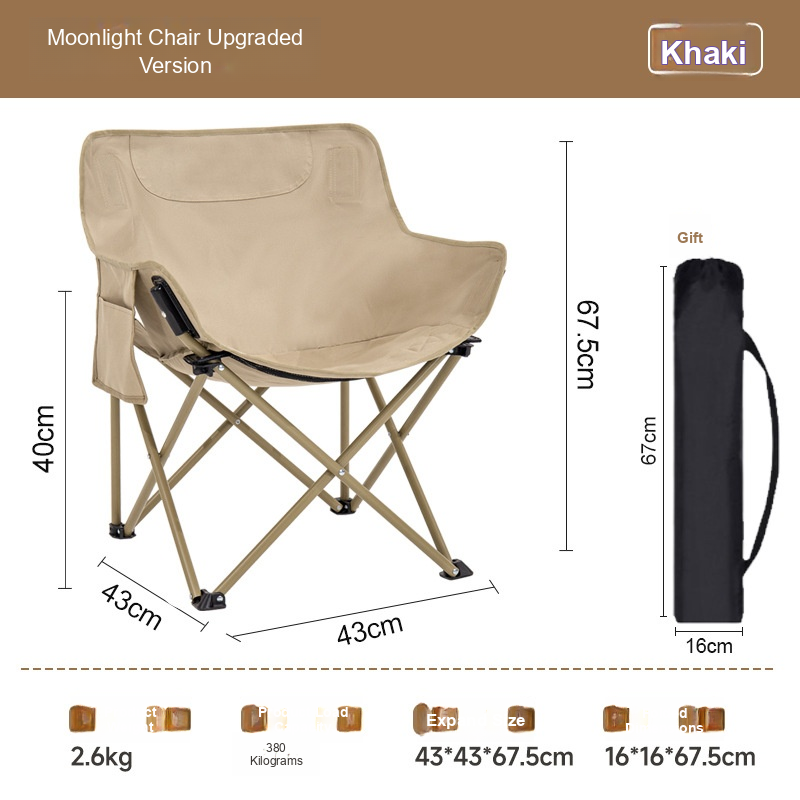 Moonlight Chair Upgraded
Version
Khaki
Gift
67.5cm
40cm
67cm
43cm
43cm
16cm
2.6kg
380
Kilograms
43*43*67.5cm
16*16*67.5cm